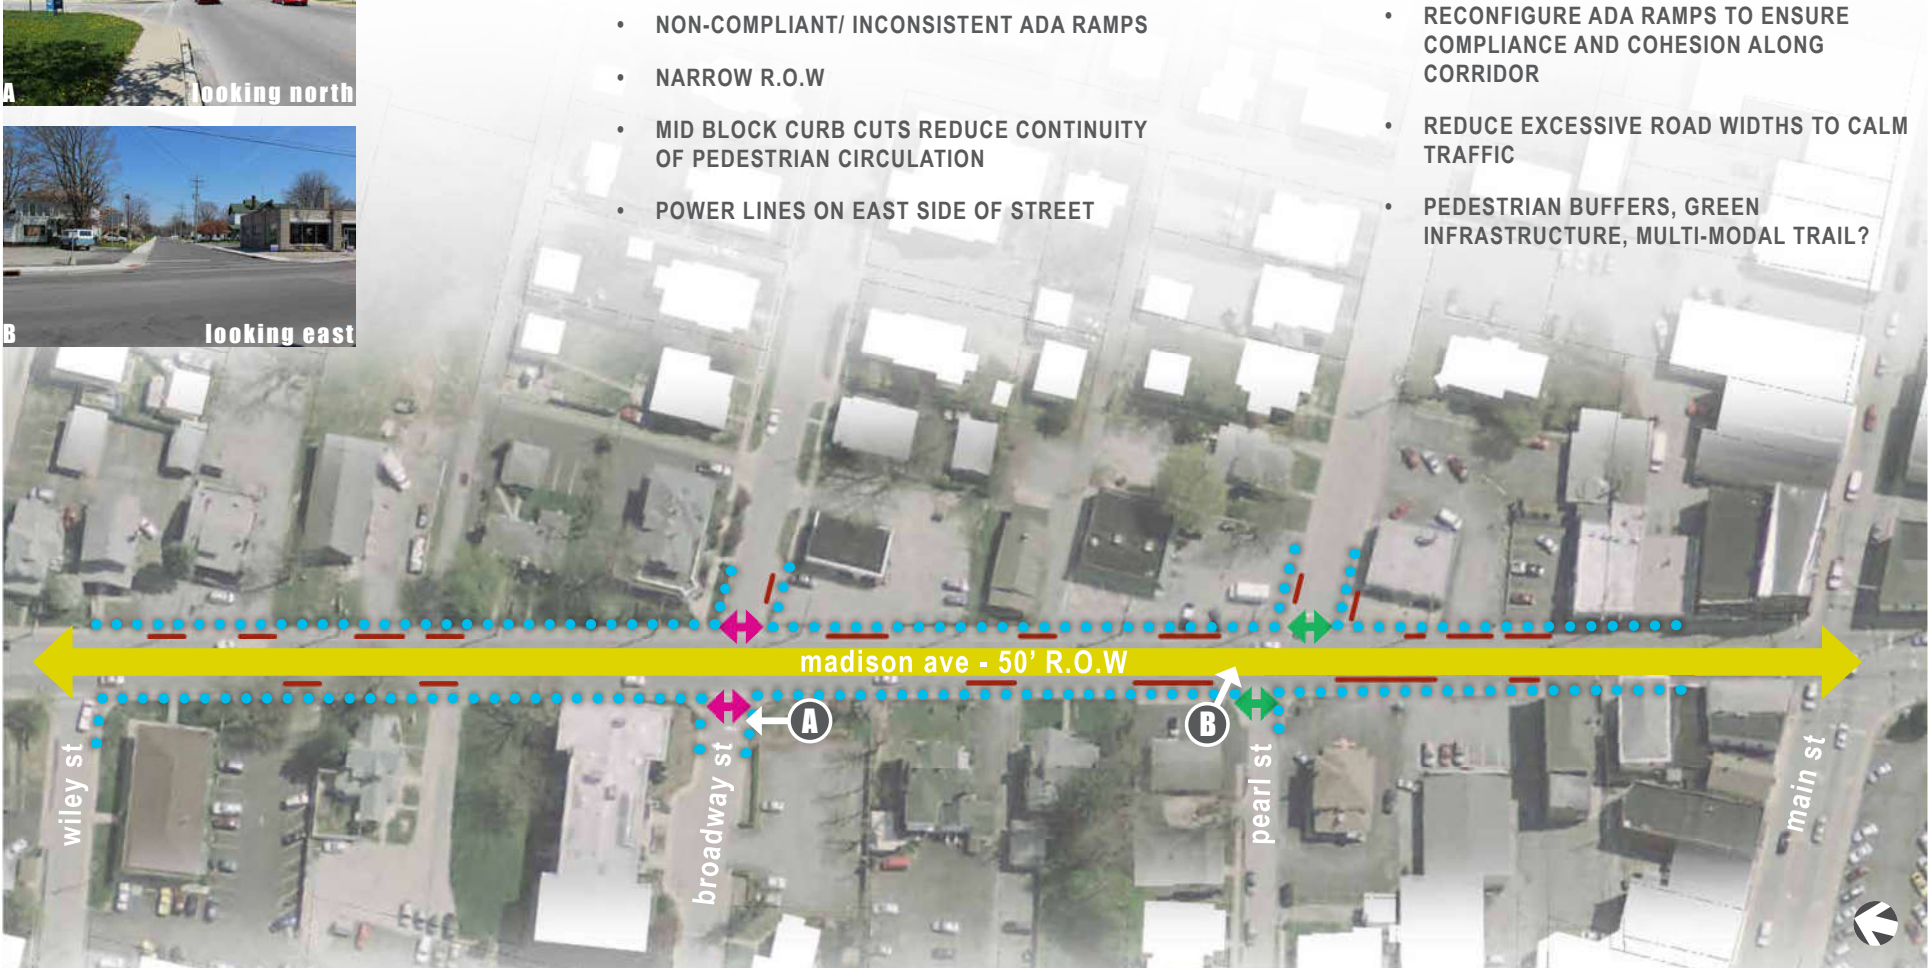 A
looking north
B
looking east
• NON-COMPLIANT/ INCONSISTENT ADA RAMPS
• NARROW R.O.W
• MID BLOCK CURB CUTS REDUCE CONTINUITY
OF PEDESTRIAN CIRCULATION
• POWER LINES ON EAST SIDE OF STREET
• RECONFIGURE ADA RAMPS TO ENSURE
COMPLIANCE AND COHESION ALONG
CORRIDOR
• REDUCE EXCESSIVE ROAD WIDTHS TO CALM
TRAFFIC
• PEDESTRIAN BUFFERS, GREEN
INFRASTRUCTURE, MULTI-MODAL TRAIL?
madison ave - 50’ R.O.W
A
B
wiley st
broadway st
pearl st
main st